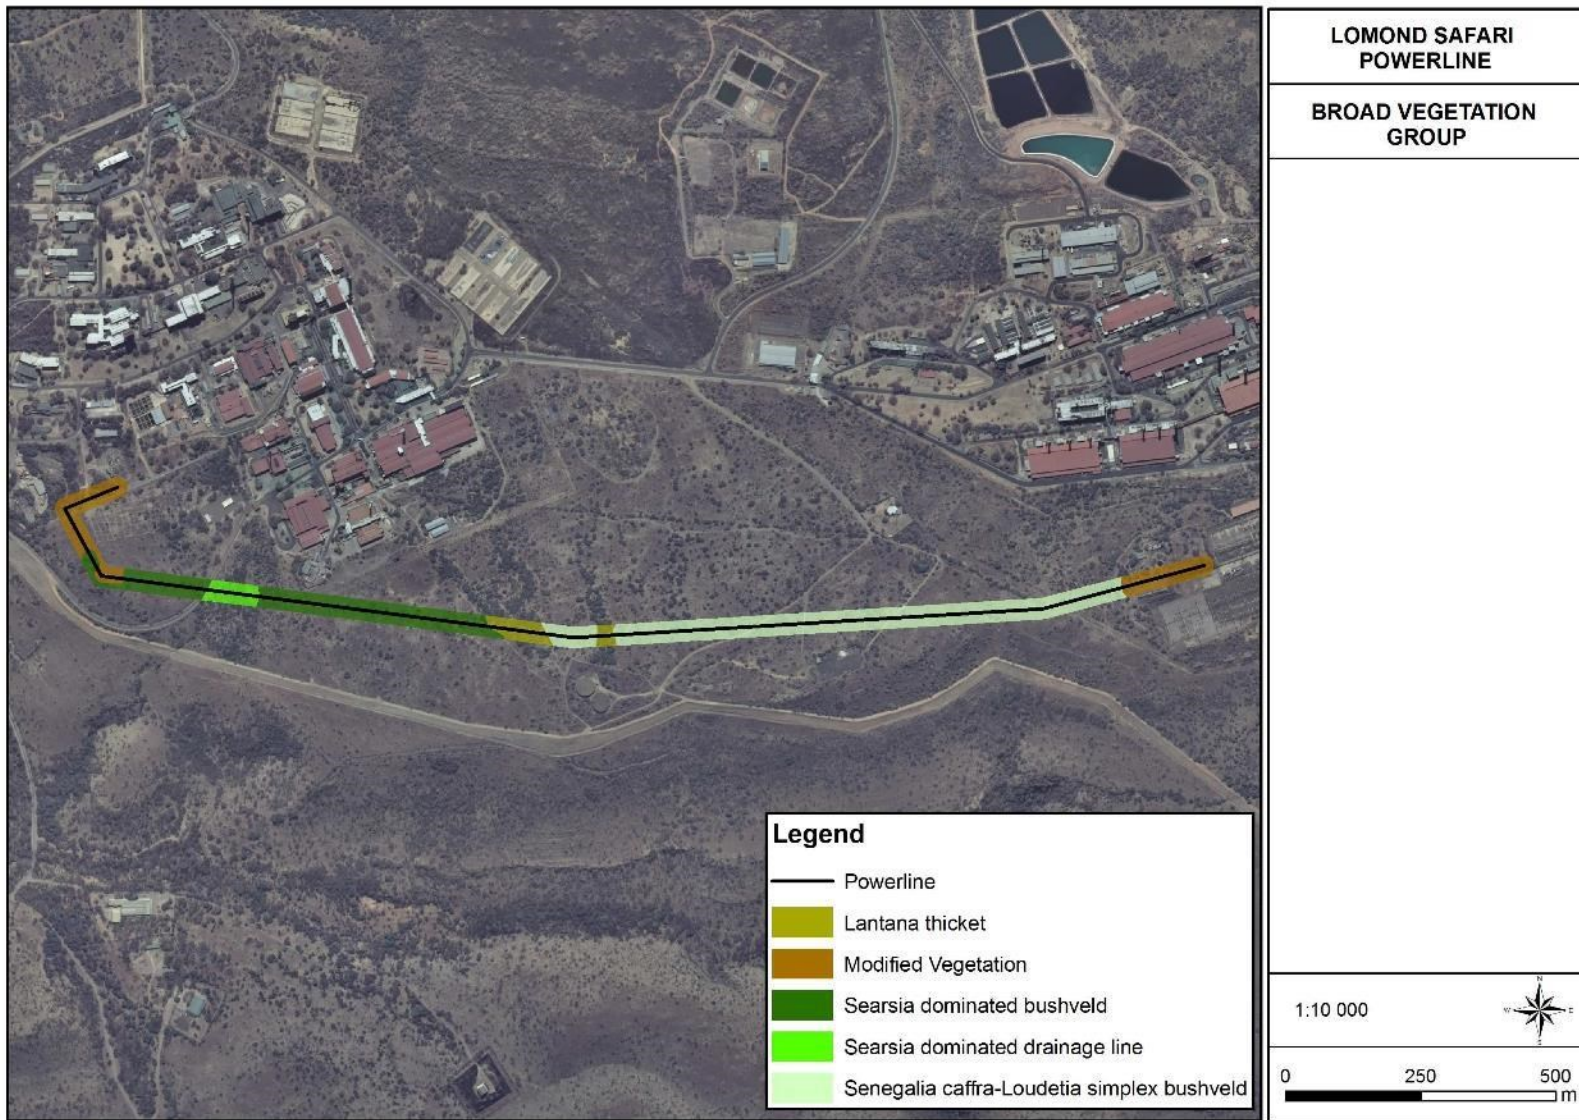 LOMOND SAFARI
POWERLINE
BROAD VEGETATION
GROUP
Legend
Powerline
Lantana thicket
Modified Vegetation
Searsia dominated bushveld
Searsia dominated drainage line
Senegalia caffra-Loudetia simplex bushveld
1:10 000
N
W E
S
0 250 500
m